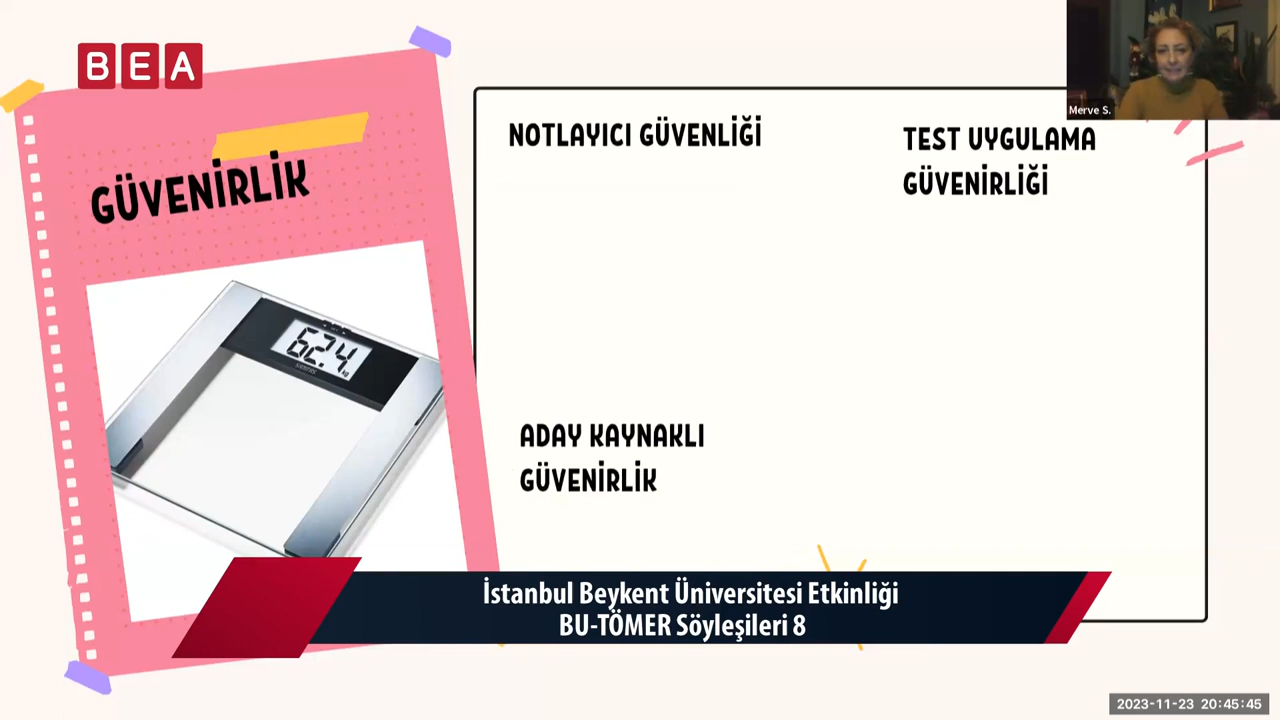 BEA
Merve S.
GÜVENİRLİK
62.4
kg
NOTLAYICI GÜVENLİĞİ
TEST UYGULAMA
GÜVENİRLİĞİ
ADAY KAYNAKLI
GÜVENİRLİK
İstanbul Beykent Üniversitesi Etkinliği
BU-TÖMER Söyleşileri 8
2023-11-23 20:45:45